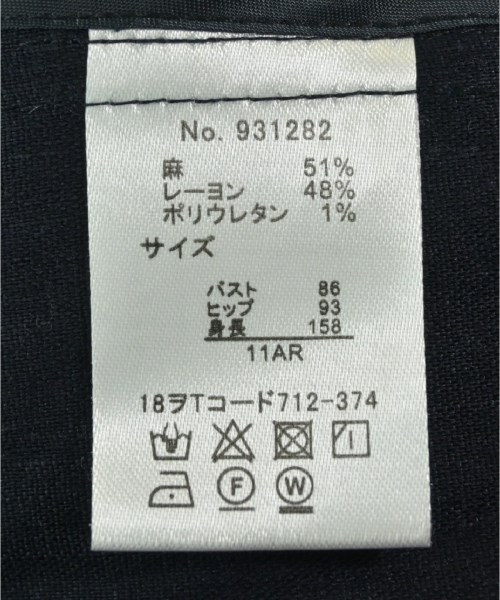 No. 931282
麻 51%
レーヨン 48%
ポリウレタン 1%
サイズ
バスト 86
ヒップ 93
身長 158
11AR
18ヲTコード712-374
F W